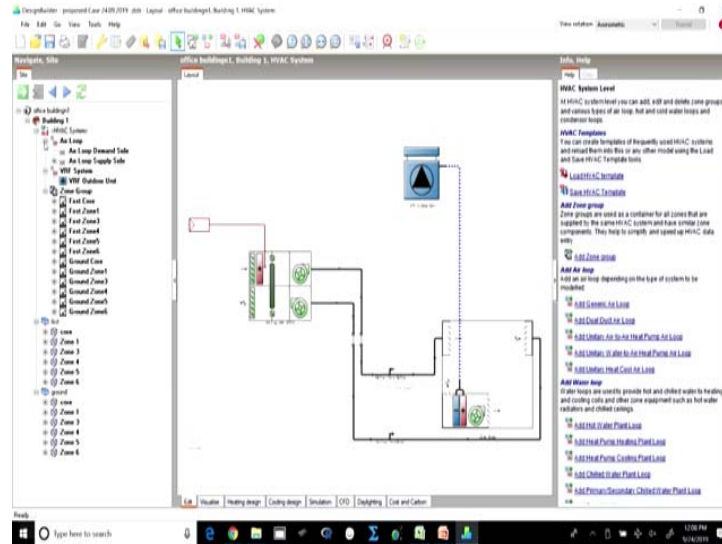 DesignBuilder - proposed Case 24.09.2019 .dsb - Layout - office buildingn1, Building 1, HVAC System
File Edit Go View Tools Help
View rotation Axonometric
Navigate, Site
office buildingn1, Building 1, HVAC System
Info, Help
Site
Layout
Help
office buildingn1
Building 1
HVAC System
Air Loop
Air Loop Demand Side
Air Loop Supply Side
VRF System
VRF Outdoor Unit
Zone Group
First Core
First Zone1
First Zone3
First Zone4
First Zone5
First Zone6
Ground Core
Ground Zone1
Ground Zone3
Ground Zone4
Ground Zone5
Ground Zone6
first
core
Zone 1
Zone 3
Zone 4
Zone 5
Zone 6
ground
core
Zone 1
Zone 3
Zone 4
Zone 5
Zone 6
HVAC System Level
At HVAC system level you can add, edit and delete zone groups
and various types of air loop, hot and cold water loops and
condenser loops.
HVAC Templates
You can create templates of frequently used HVAC systems
and reload them into this or any other model using the Load
and Save HVAC Template tools.
Load HVAC template
Save HVAC Template
Add Zone group
Zone groups are used as a container for all zones that are
supplied by the same HVAC system and have similar zone
components. They help to simplify and speed up HVAC data
entry
Add Zone group
Add Air loop
Add an air loop depending on the type of system to be
modelled
Add Generic Air Loop
Add Dual Duct Air Loop
Add Unitary Air to Air Heat Pump Air Loop
Add Unitary Water to Air Heat Pump Air Loop
Add Unitary Heat Cool Air Loop
Add Water loop
Water loops are used to provide hot and chilled water to heating
and cooling coils and other zone equipment such as hot water
radiators and chilled ceilings.
Add Hot Water Plant Loop
Add Heat Pump Heating Plant Loop
Add Heat Pump Cooling Plant Loop
Add Chilled Water Plant Loop
Add Primary/Secondary Chilled Water Plant Loop
Edit Visualise Heating design Cooling design Simulation CFD Daylighting Cost and Carbon
Ready
Type here to search
12:08 PM
9/24/2019